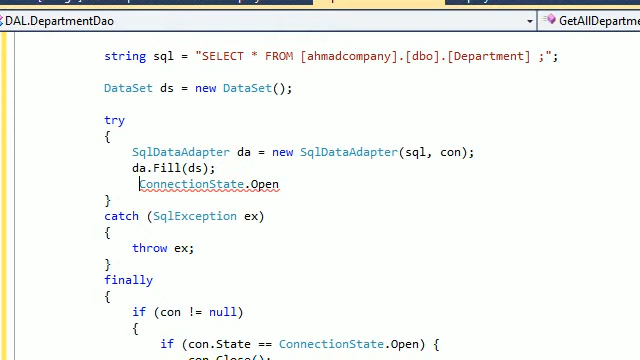 DAL.DepartmentDao
GetAllDepartme
string sql = "SELECT * FROM [ahmadcompany].[dbo].[Department] ;";
DataSet ds = new DataSet();
try
{
SqlDataAdapter da = new SqlDataAdapter(sql, con);
da.Fill(ds);
ConnectionState.Open
}
catch (SqlException ex)
{
throw ex;
}
finally
{
if (con != null)
{
if (con.State == ConnectionState.Open) {
con.Close();